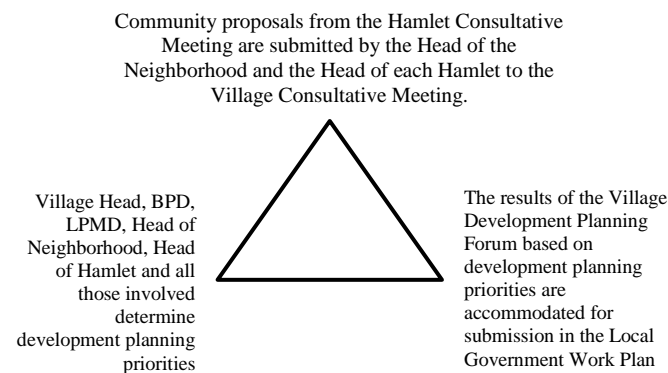 Community proposals from the Hamlet Consultative
Meeting are submitted by the Head of the
Neighborhood and the Head of each Hamlet to the
Village Consultative Meeting.
Village Head, BPD,
LPMD, Head of
Neighborhood, Head
of Hamlet and all
those involved
determine
development planning
priorities
The results of the Village
Development Planning
Forum based on
development planning
priorities are
accommodated for
submission in the Local
Government Work Plan